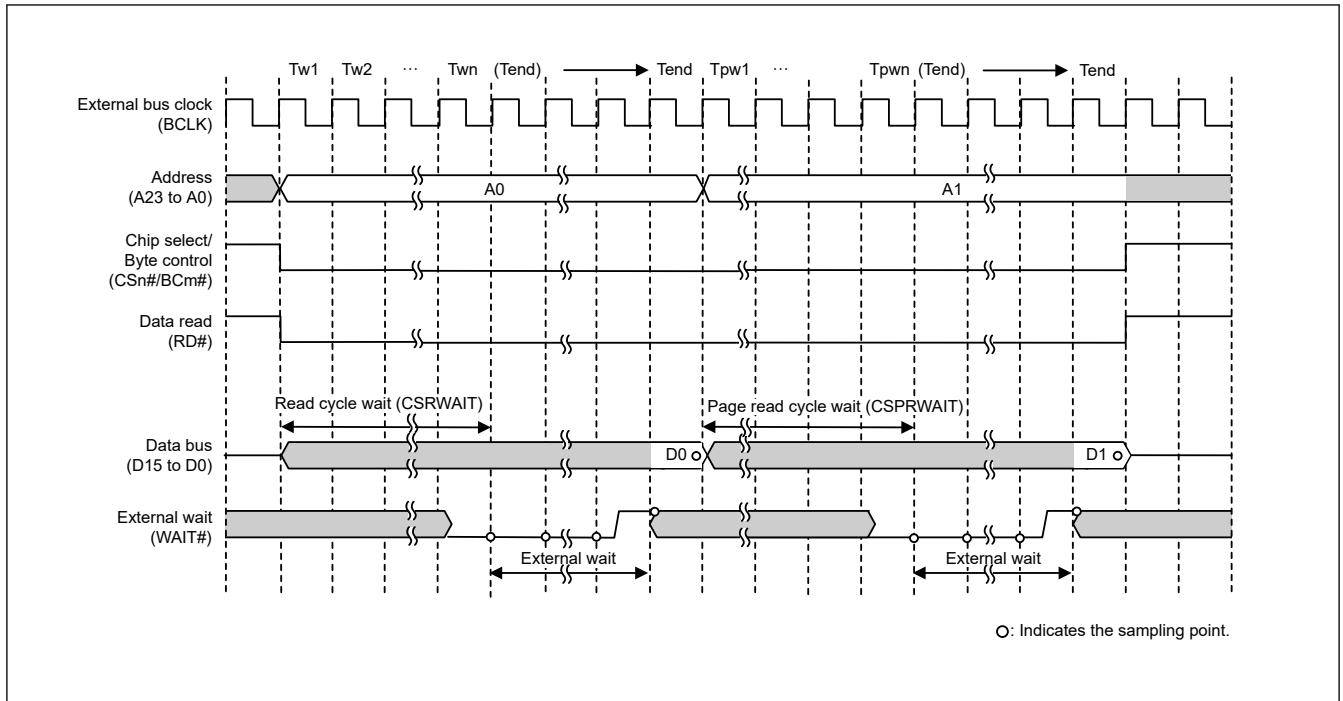 Tw1 Tw2 ... Twn (Tend) Tend Tpw1 ... Tpwn (Tend) Tend
External bus clock
(BCLK)
Address
(A23 to A0)
A0 A1
Chip select/
Byte control
(CSn#/BCm#)
Data read
(RD#)
Read cycle wait (CSRWAIT) Page read cycle wait (CSPRWAIT)
Data bus
(D15 to D0)
D0 D1
External wait
(WAIT#)
External wait External wait
: Indicates the sampling point.